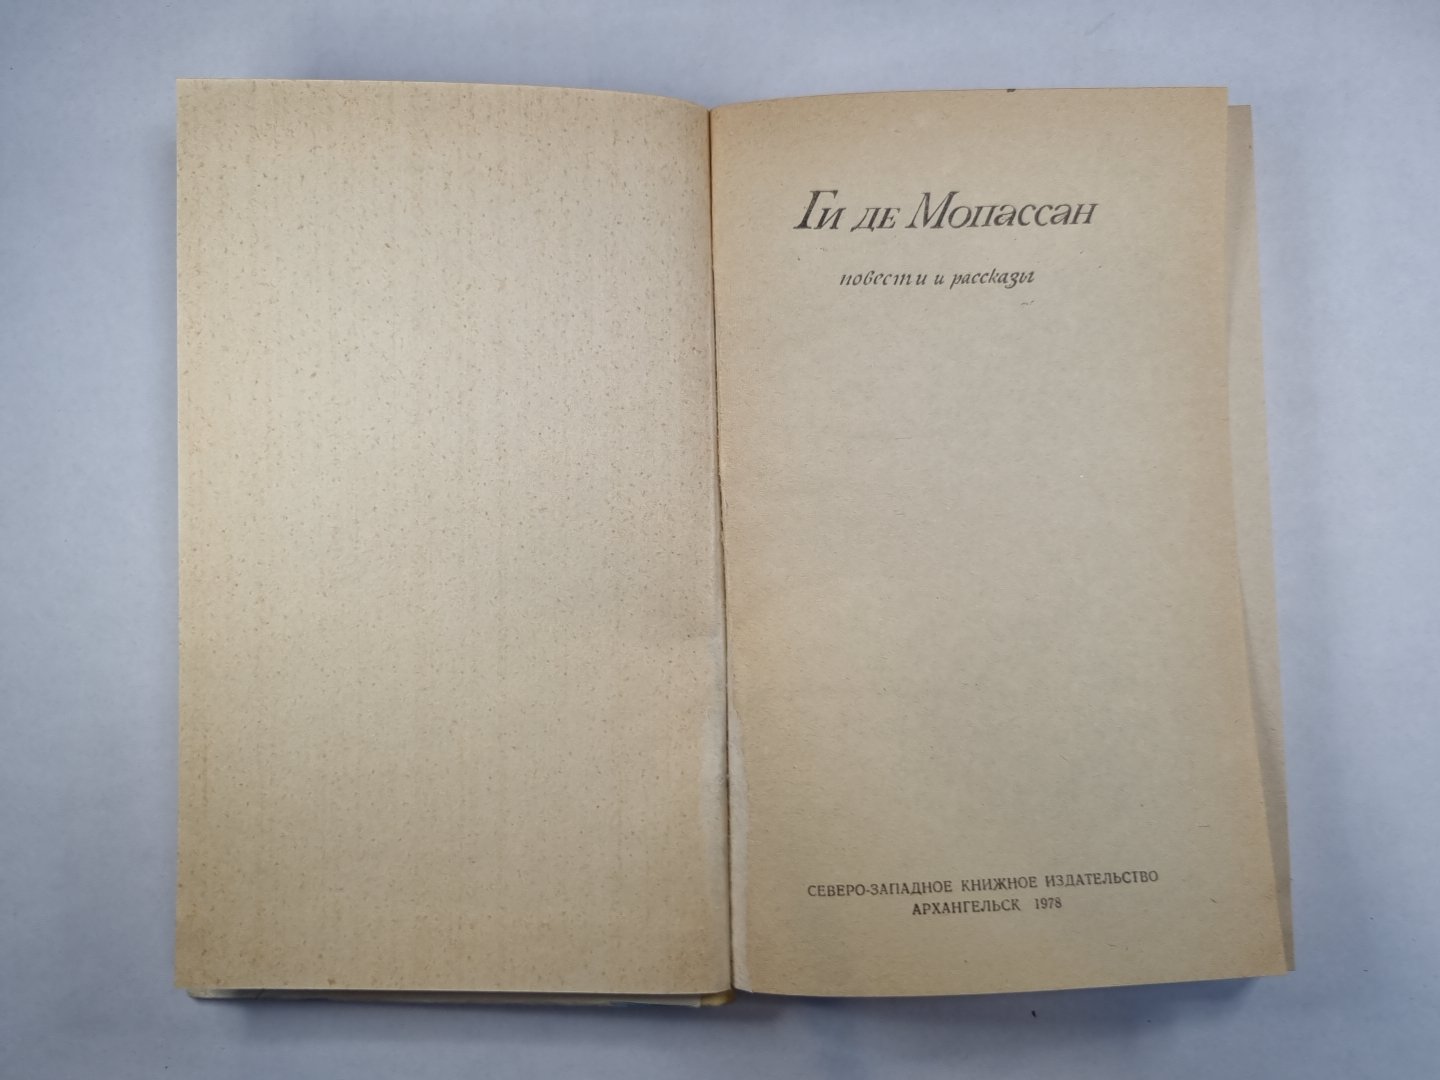 Ги де Мопассан
повести и рассказы
СЕВЕРО-ЗАПАДНОЕ КНИЖНОЕ ИЗДАТЕЛЬСТВО
АРХАНГЕЛЬСК 1978